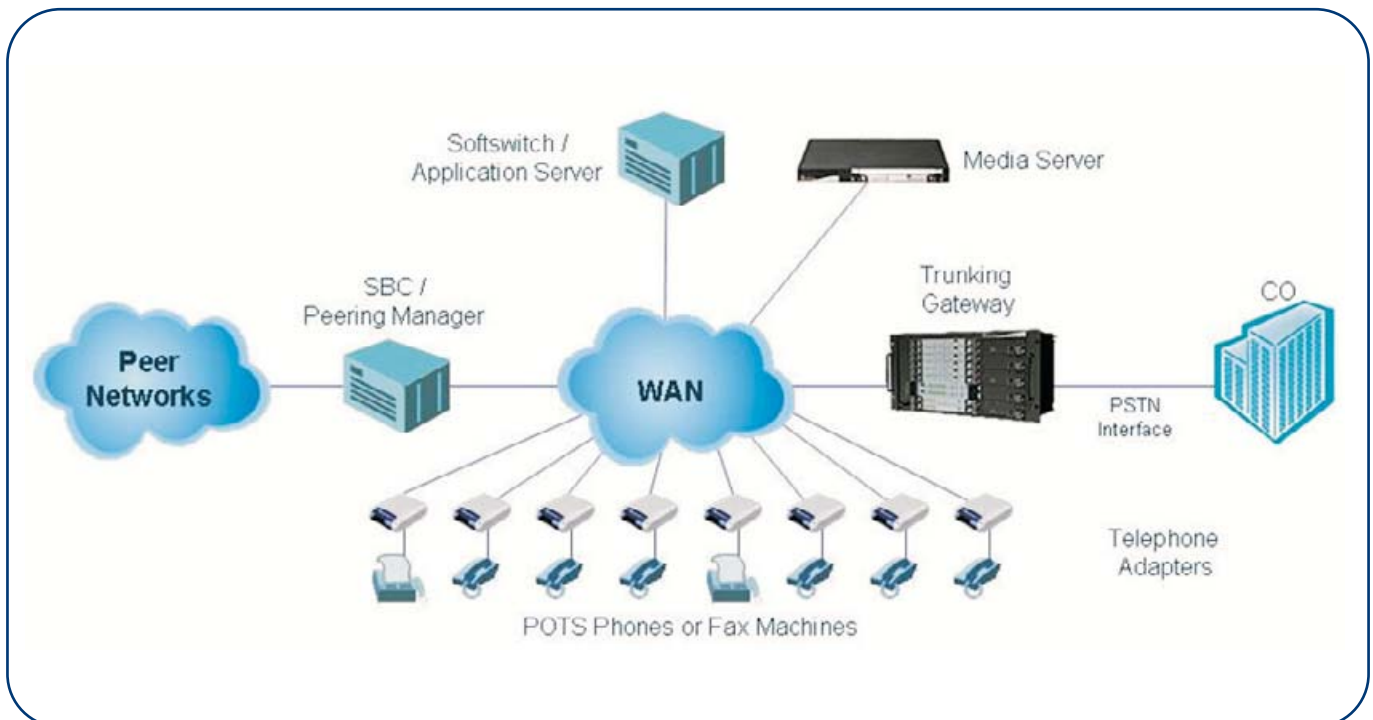 Softswitch /
Application Server
Media Server
SBC /
Peering Manager
Trunking
Gateway
CO
Peer
Networks
WAN
PSTN
Interface
Telephone
Adapters
POTS Phones or Fax Machines